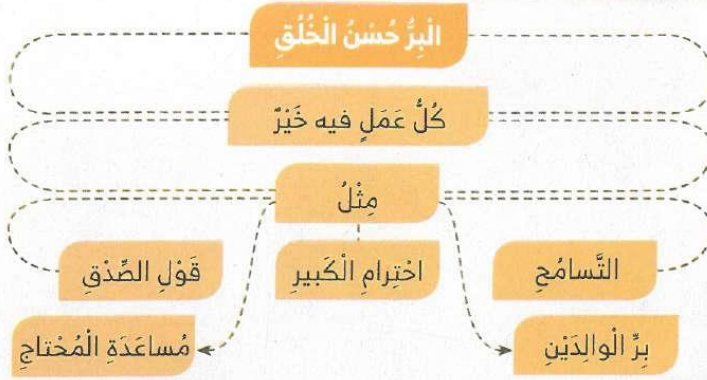 الْبِرُّ حُسْنُ الْخُلُقِ
كُلُّ عَمَلٍ فيه خَيْرٌ
مِثْلُ
التَّسامُحِ
احْتِرامِ الْكَبيرِ
قَوْلِ الصِّدْقِ
بِرِّ الْوالِدَيْنِ
مُساعَدَةِ الْمُحْتاجِ